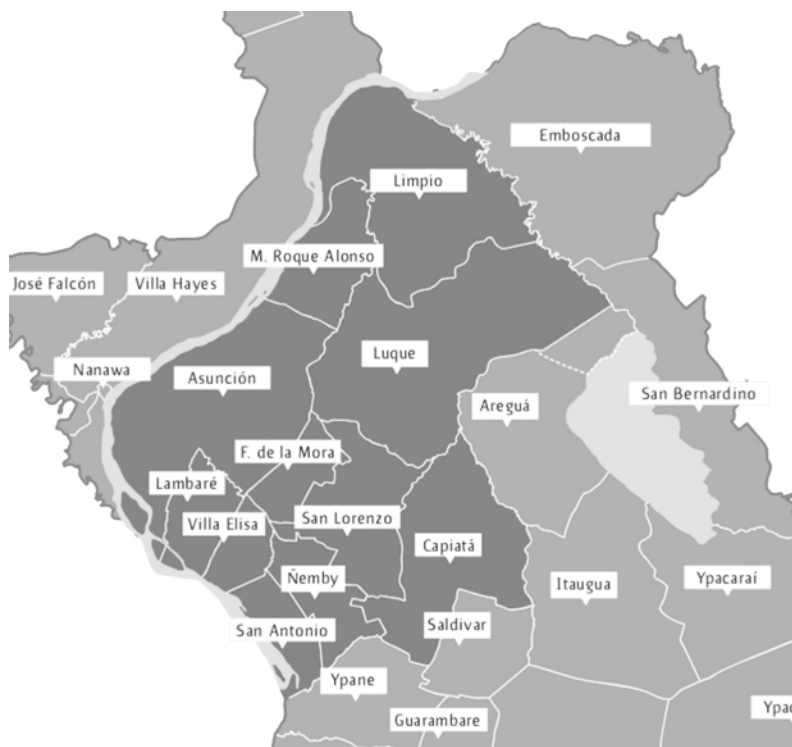 Emboscada
Limpio
M. Roque Alonso
José Falcón
Villa Hayes
Luque
Nanawa
Asunción
San Bernardino
Areguá
F. de la Mora
Lambaré
Villa Elisa
San Lorenzo
Capiatá
Ñemby
Itaugua
Ypacaraí
San Antonio
Saldivar
Ypane
Guarambare